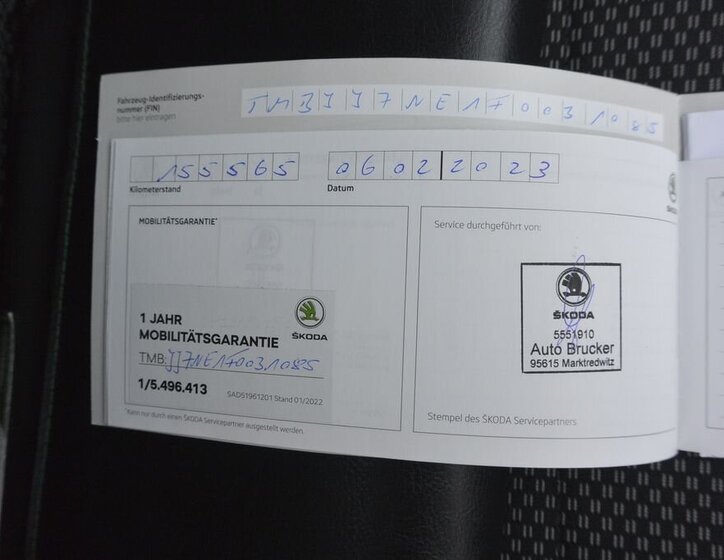 Fahrzeug-Identifizierungs-
nummer (FIN)
bitte hier eintragen
TMBJJ7NE1F0031085
155565
Kilometerstand
06022023
Datum
MOBILITÄTSGARANTIE*
1 JAHR
MOBILITÄTSGARANTIE
ŠKODA
TMB: JJ7NE1F0031085
1/5.496.413
SAD51961201 Stand 01/2022
*Kann nur durch einen ŠKODA Servicepartner ausgestellt werden.
Service durchgeführt von:
ŠKODA
5551910
Auto Brucker
95615 Marktredwitz
Stempel des ŠKODA Servicepartners